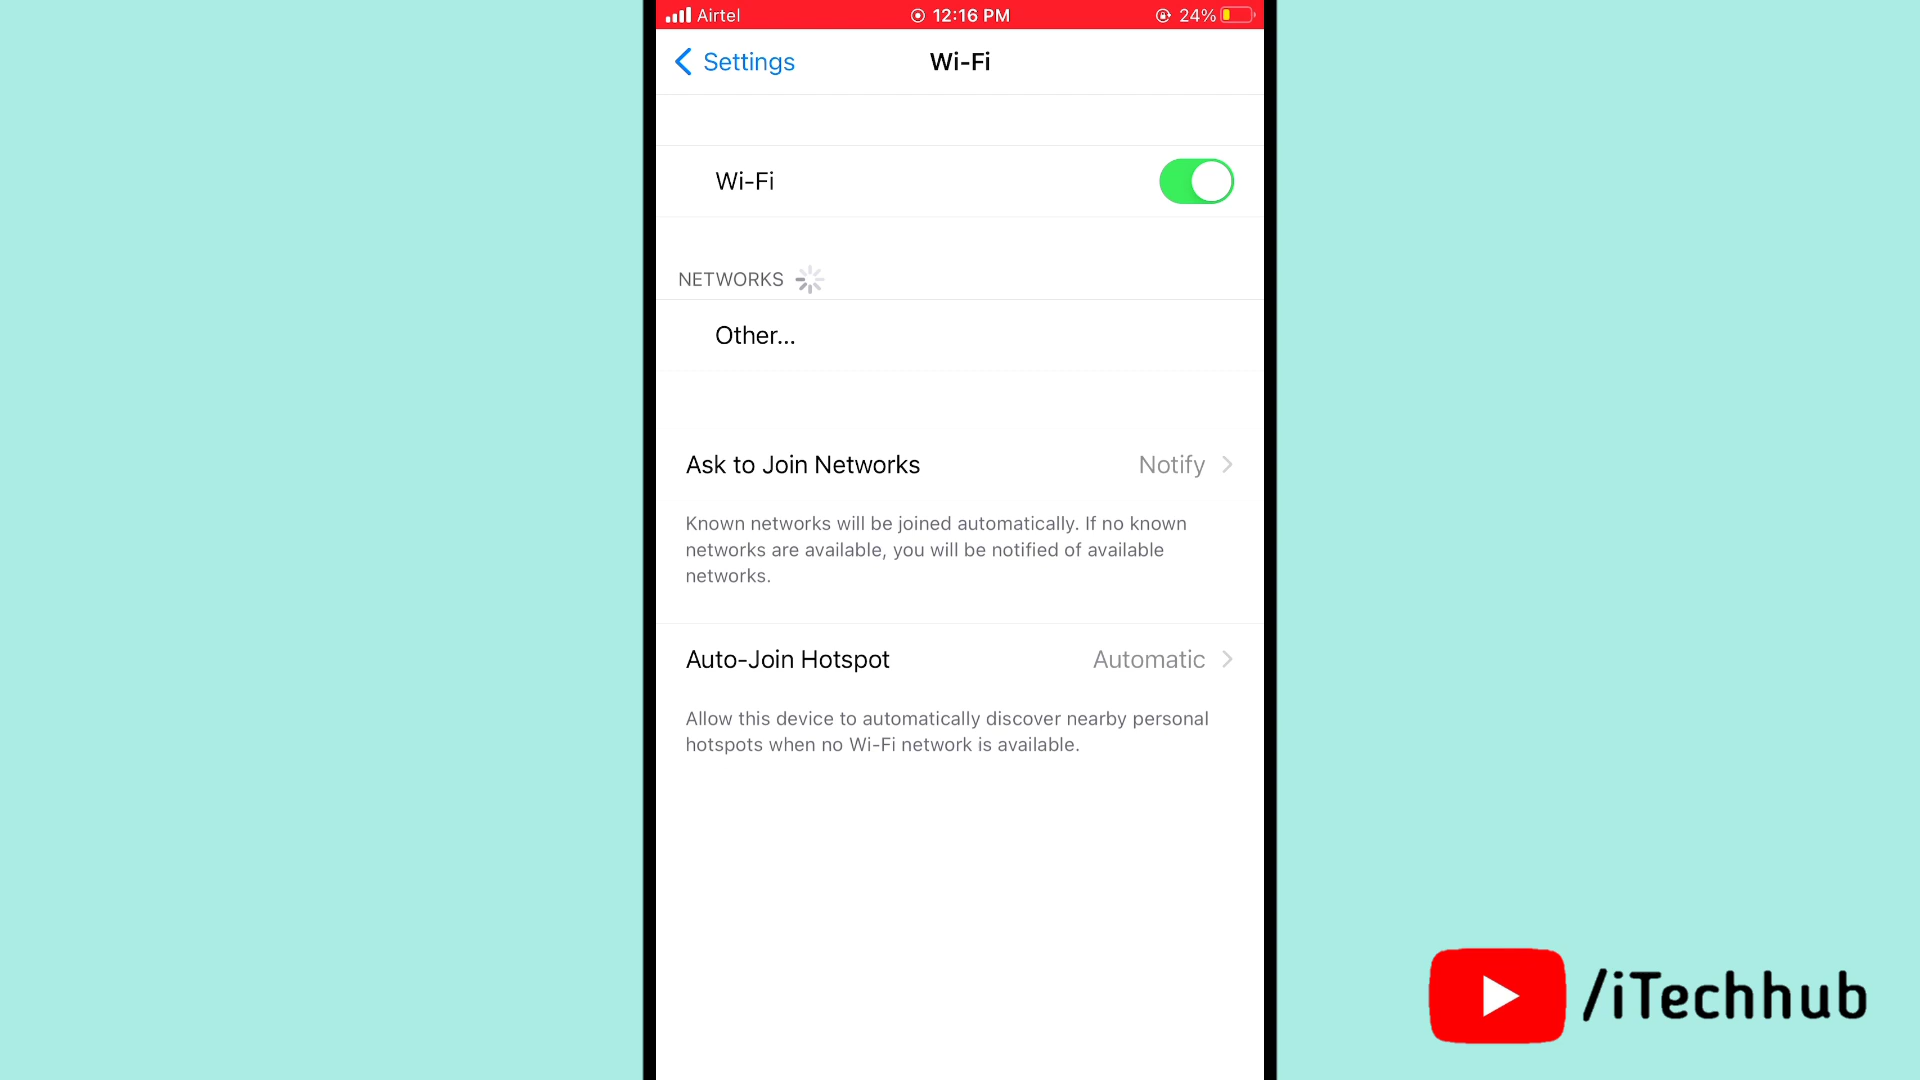 Airtel 12:16 PM 24%
Settings Wi-Fi
Wi-Fi
NETWORKS
Other...
Ask to Join Networks Notify
Known networks will be joined automatically. If no known
networks are available, you will be notified of available
networks.
Auto-Join Hotspot Automatic
Allow this device to automatically discover nearby personal
hotspots when no Wi-Fi network is available.
/iTechhub